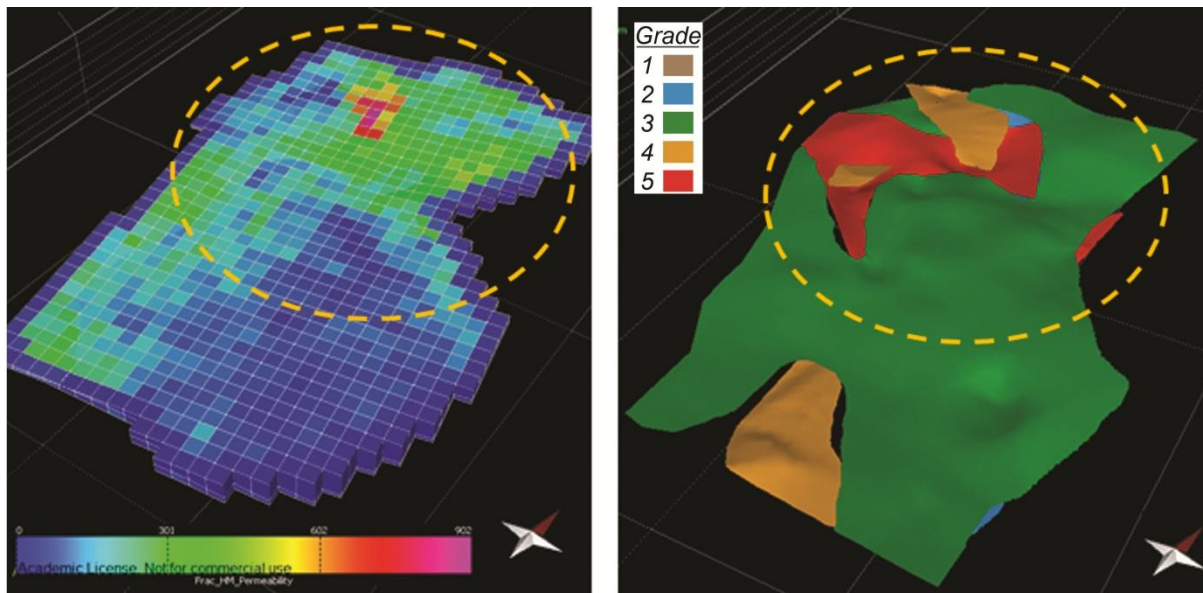 0 301 602 902
Academic License. Not for commercial use
Frac_HM_Permeability
Grade
1
2
3
4
5